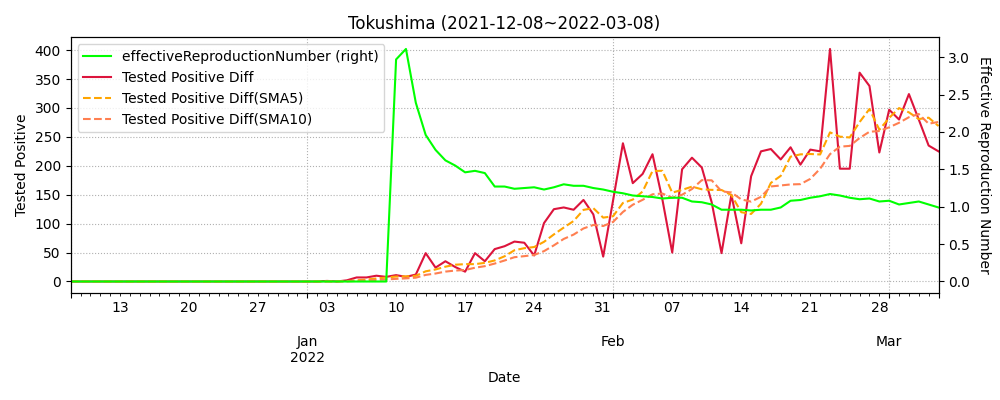 Tokushima (2021-12-08~2022-03-08)
effectiveReproductionNumber (right)
Tested Positive Diff
Tested Positive Diff(SMA5)
Tested Positive Diff(SMA10)
Tested Positive
400
350
300
250
200
150
100
50
0
Effective Reproduction Number
3.0
2.5
2.0
1.5
1.0
0.5
0.0
13 20 27 03 10 17 24 31 07 14 21 28
Jan Feb Mar
2022
Date